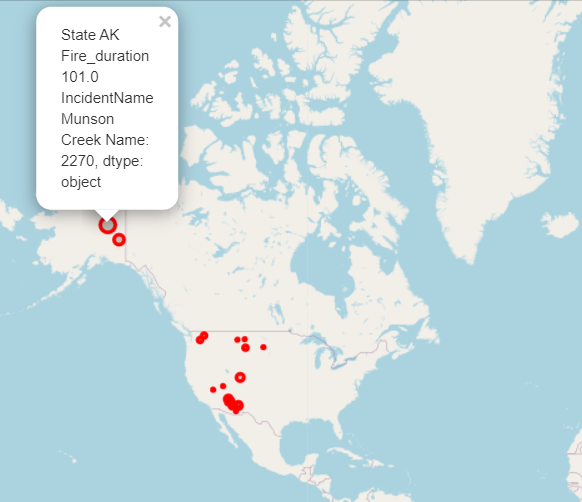 State AK
Fire_duration
101.0
IncidentName
Munson
Creek Name:
2270, dtype:
object